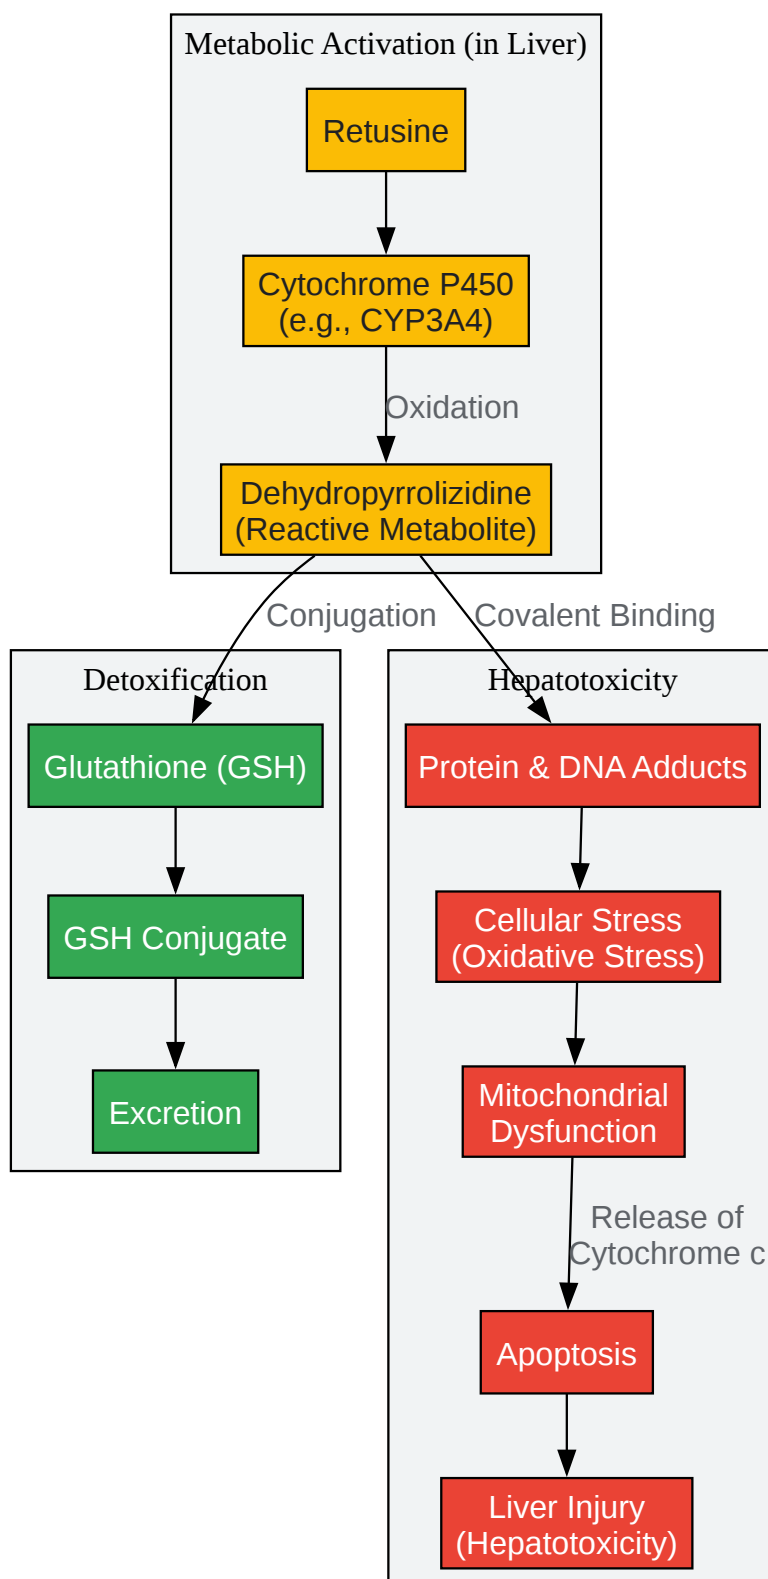 Metabolic Activation (in Liver)
Retusine
Cytochrome P450
(e.g., CYP3A4)
Oxidation
Dehydropyrrolizidine
(Reactive Metabolite)
Conjugation
Covalent Binding
Detoxification
Glutathione (GSH)
GSH Conjugate
Excretion
Hepatotoxicity
Protein & DNA Adducts
Cellular Stress
(Oxidative Stress)
Mitochondrial
Dysfunction
Release of
Cytochrome c
Apoptosis
Liver Injury
(Hepatotoxicity)